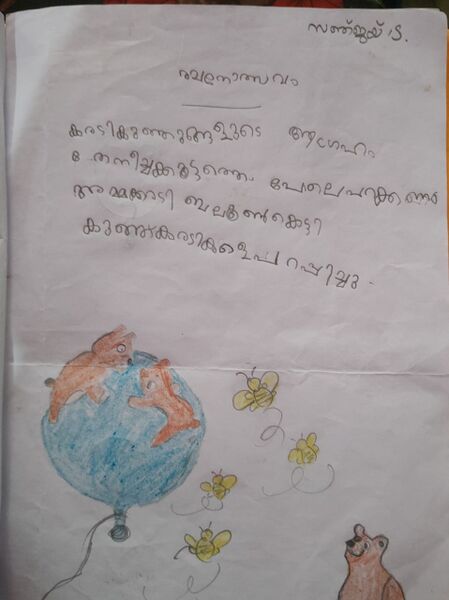 സഞ്ജയ് .S.
രചനോത്സവം
കരടികുഞ്ഞുങ്ങളുടെ ആഗ്രഹം
തേനീച്ചക്കൂട്ടത്തെ പോലെ പറക്കണം
അമ്മക്കരടി ബലൂൺകെട്ടി
കുഞ്ഞുകരടികളെ പറപ്പിച്ചു.